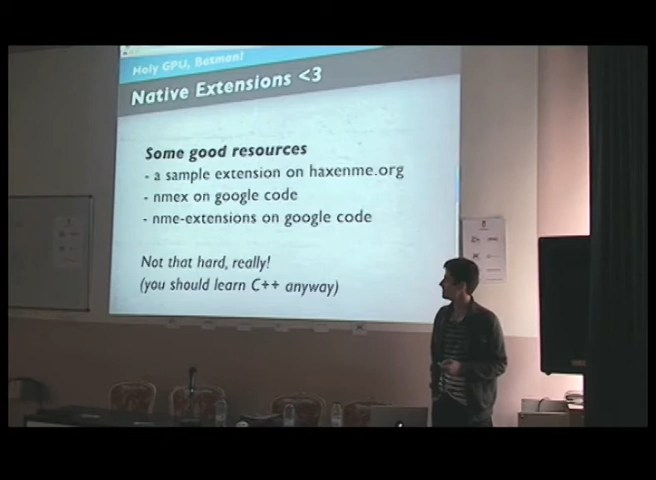 Holy GPU, Batman!
Native Extensions <3
Some good resources
- a sample extension on haxenme.org
- nmex on google code
- nme-extensions on google code
Not that hard, really!
(you should learn C++ anyway)